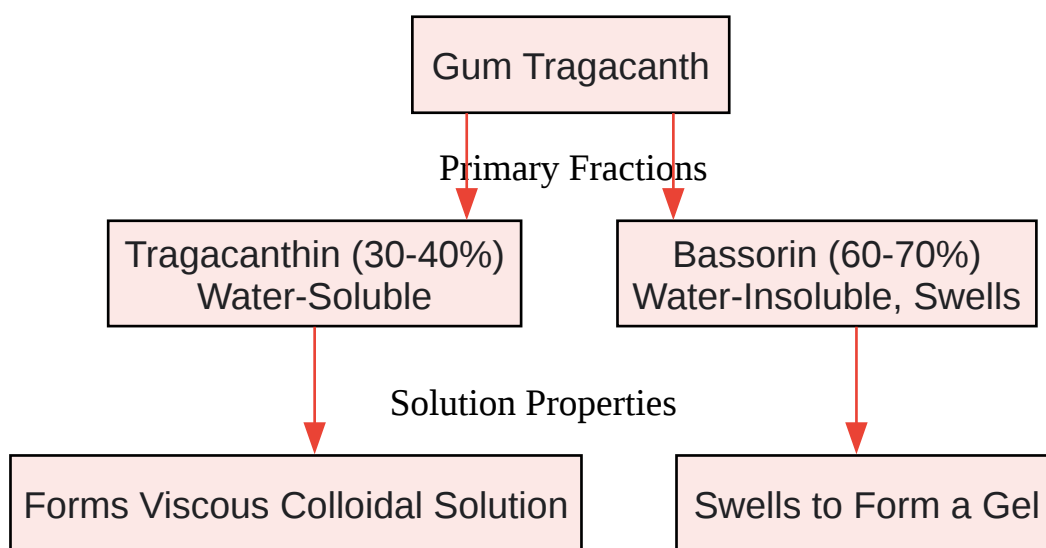 Gum Tragacanth
Primary Fractions
Tragacanthin (30-40%)
Water-Soluble
Bassorin (60-70%)
Water-Insoluble, Swells
Solution Properties
Forms Viscous Colloidal Solution
Swells to Form a Gel